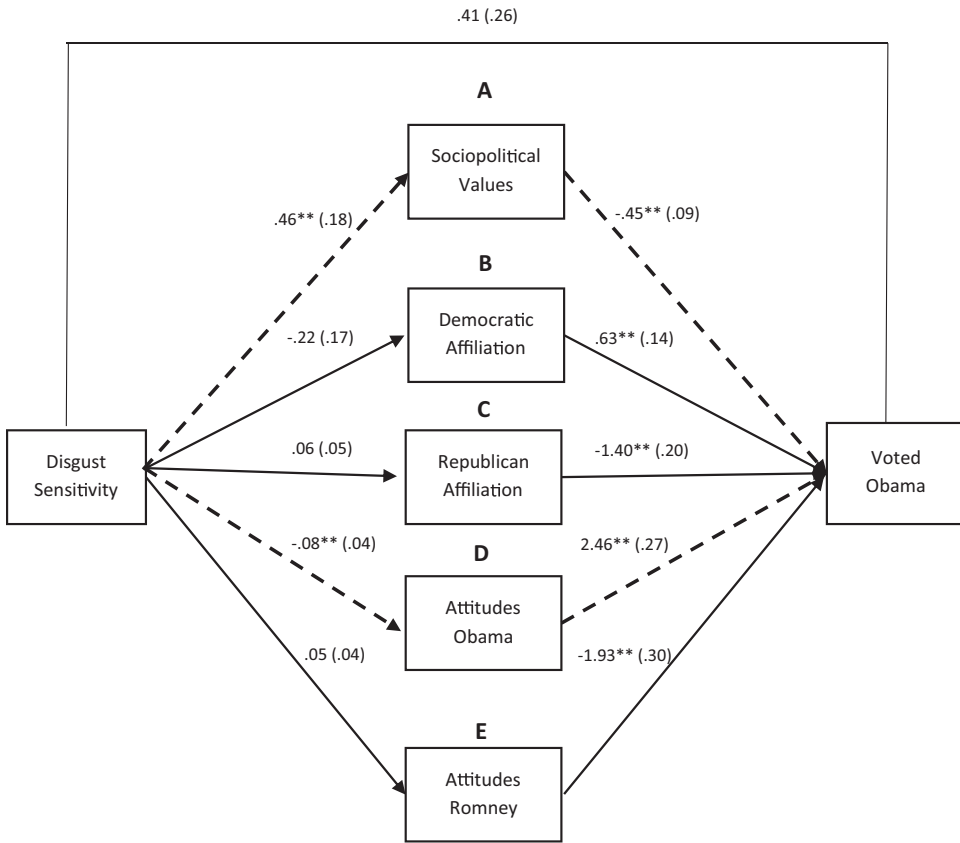 .41 (.26)
A
Sociopolitical
Values
.46** (.18)
-.45** (.09)
B
Democratic
Affiliation
-.22 (.17)
.63** (.14)
C
Disgust
Sensitivity
.06 (.05)
Republican
Affiliation
-1.40** (.20)
Voted
Obama
-.08** (.04)
D
2.46** (.27)
Attitudes
Obama
.05 (.04)
-1.93** (.30)
E
Attitudes
Romney